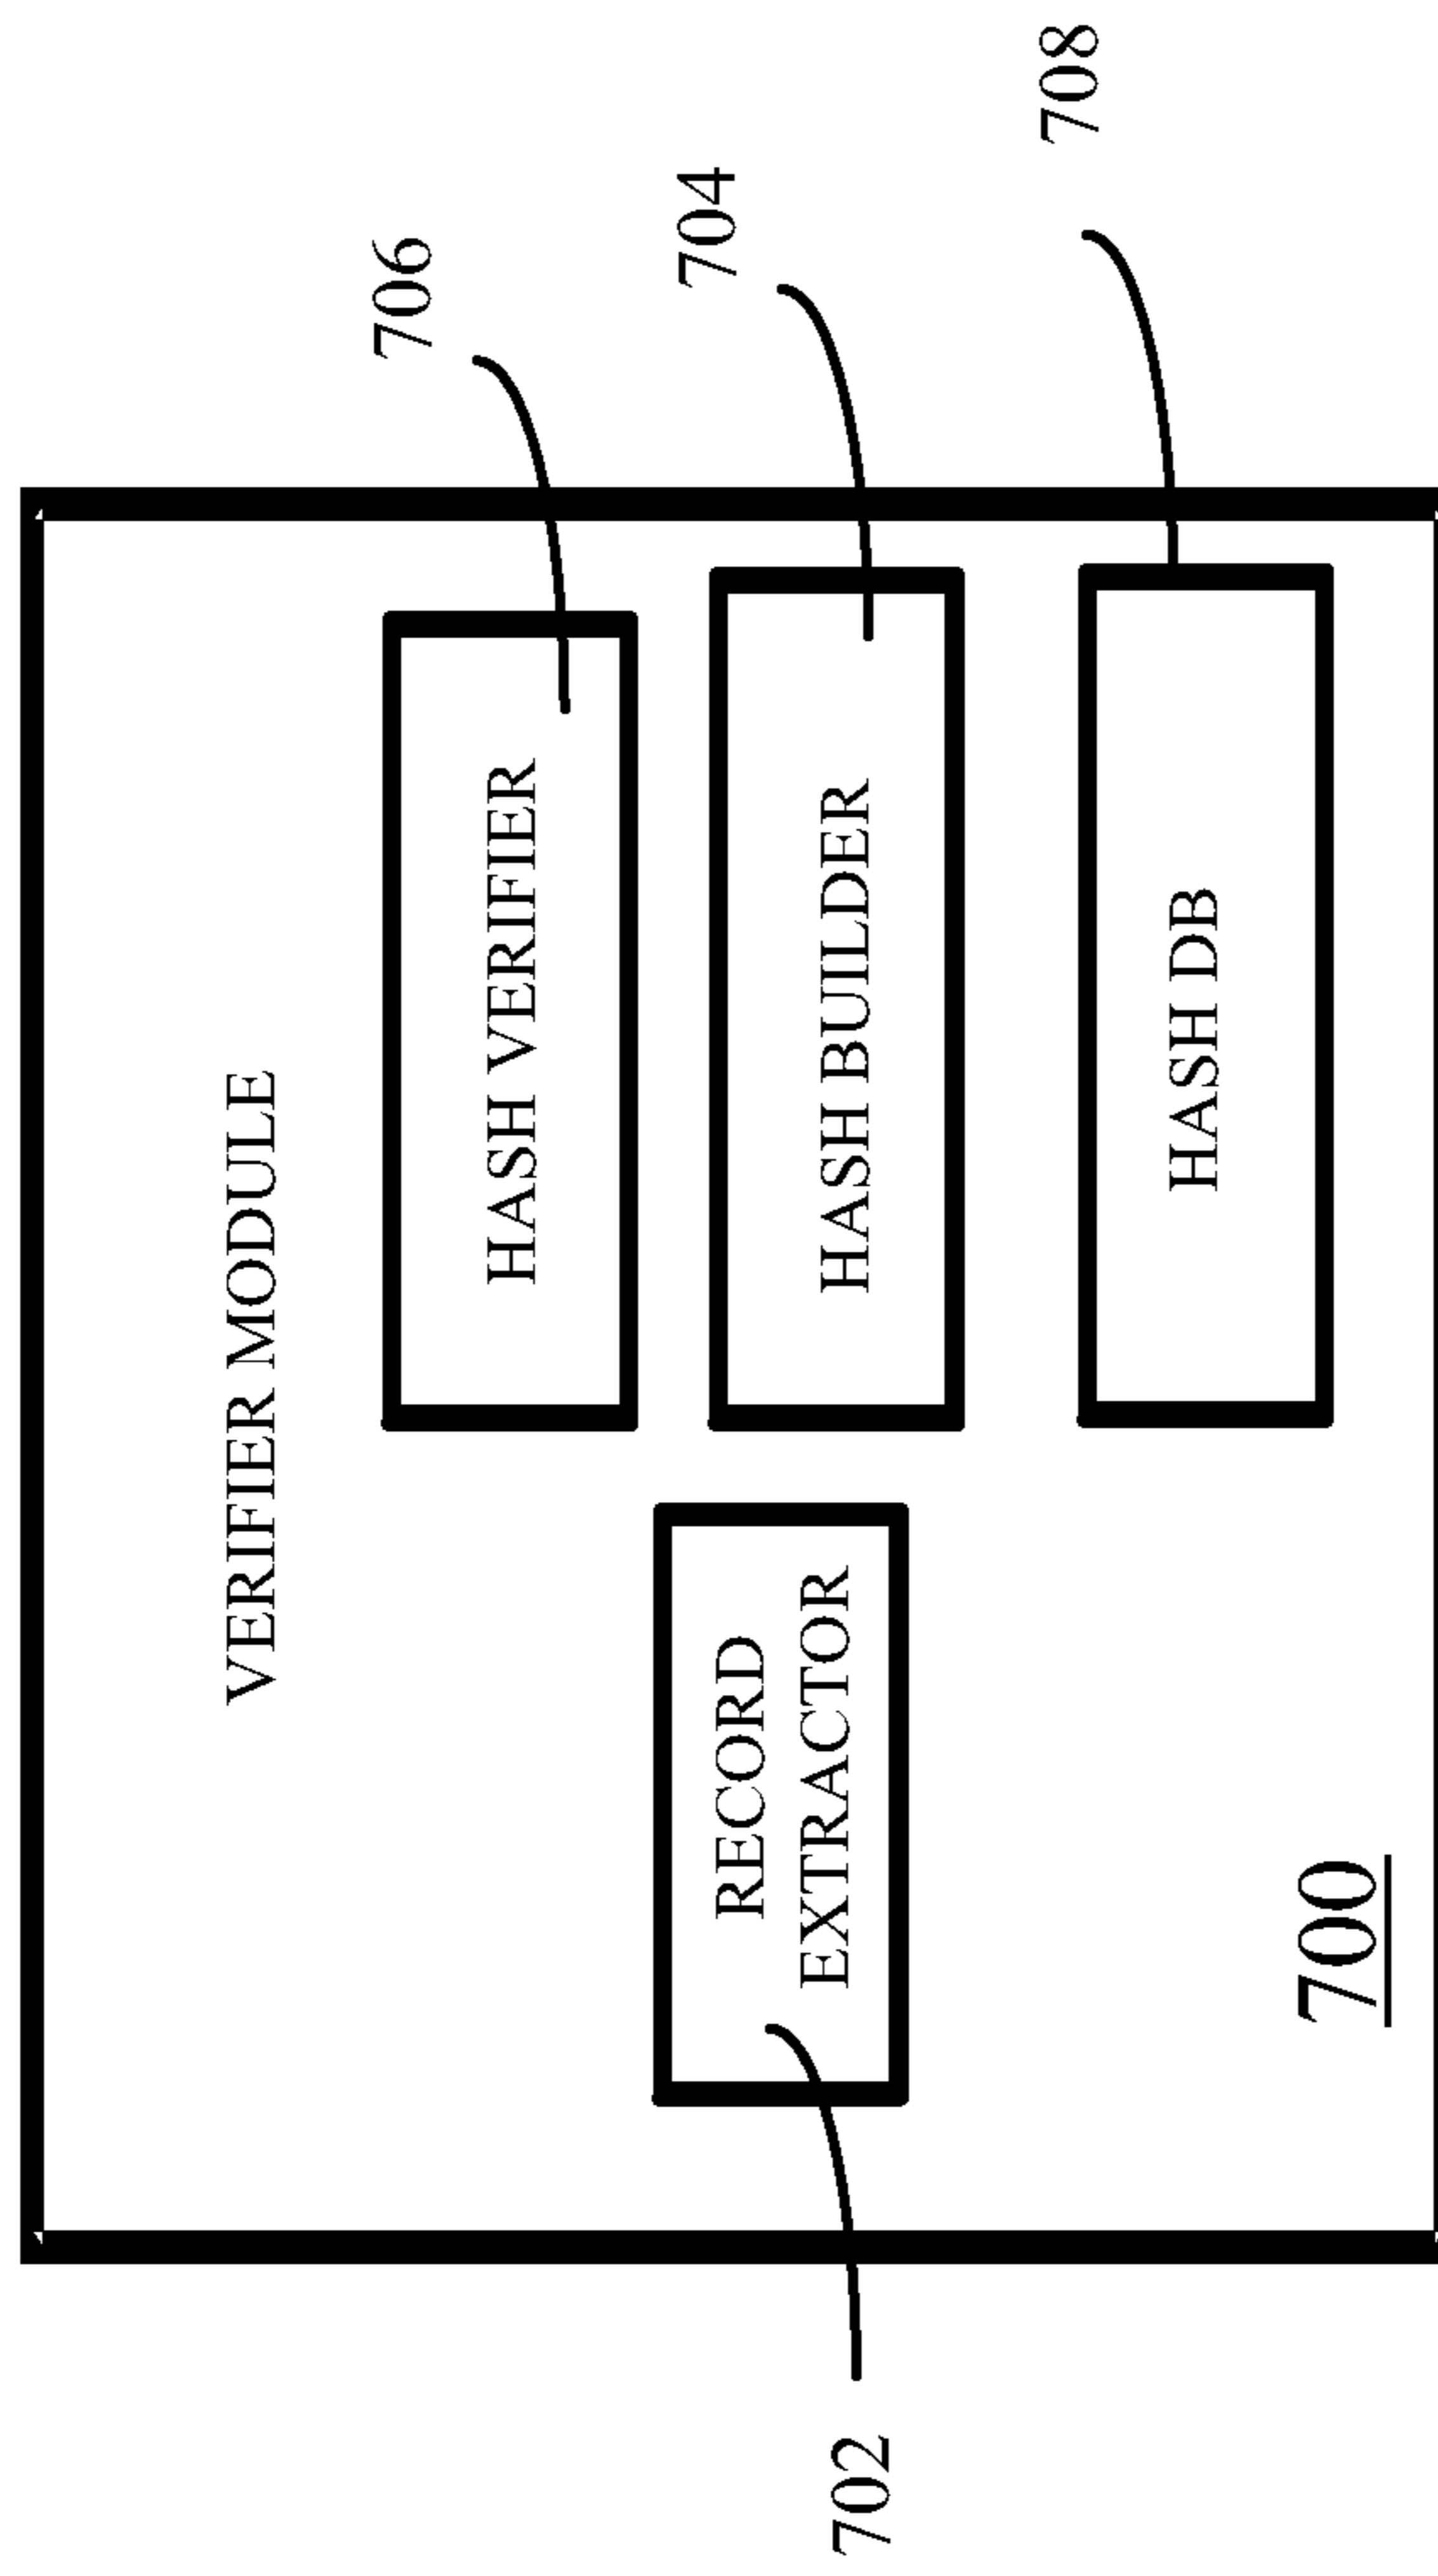 VERIFIER MODULE
HASH VERIFIER
706
RECORD
EXTRACTOR
702
HASH BUILDER
704
HASH DB
708
700